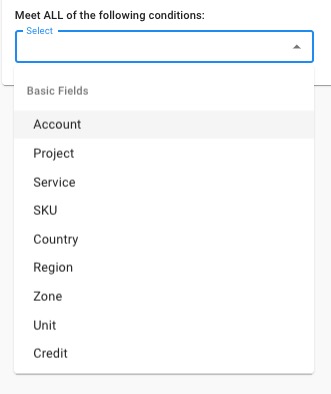 Meet ALL of the following conditions:
Select
Basic Fields
Account
Project
Service
SKU
Country
Region
Zone
Unit
Credit